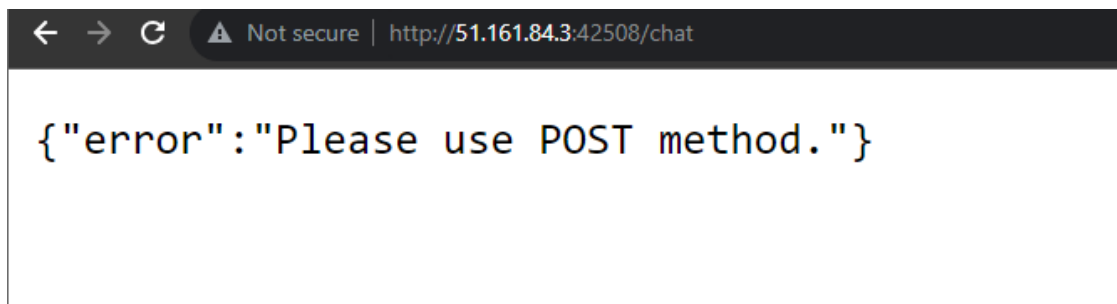 Not secure | http://51.161.84.3:42508/chat
{"error":"Please use POST method."}